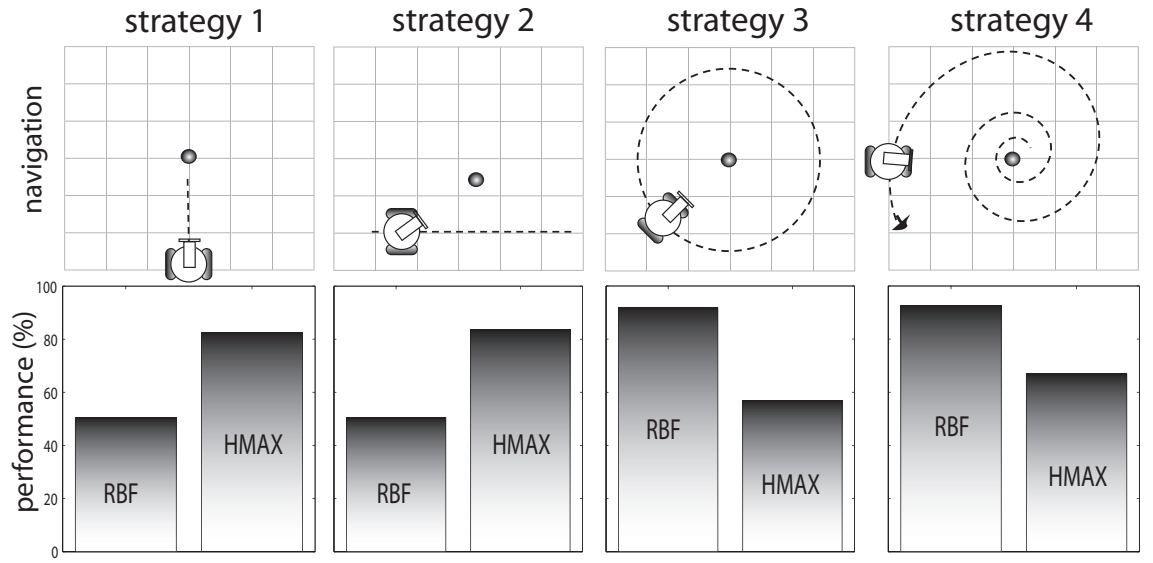 strategy 1
strategy 2
strategy 3
strategy 4
navigation
performance (%)
100
80
60
40
20
0
RBF
HMAX
RBF
HMAX
RBF
HMAX
RBF
HMAX